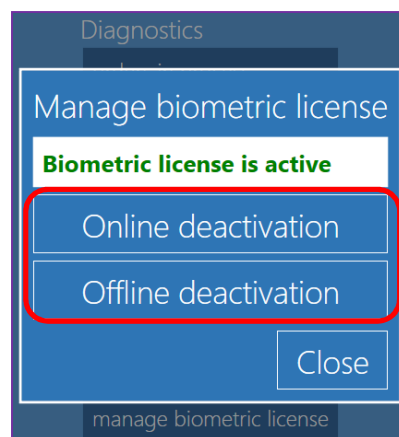 Diagnostics
Manage biometric license
Biometric license is active
Online deactivation
Offline deactivation
Close
manage biometric license